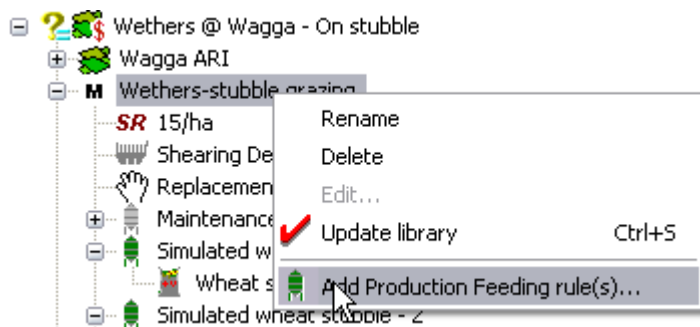 Wethers @ Wagga - On stubble
Wagga ARI
M Wethers-stubble grazing
SR 15/ha
Rename
Shearing De
Delete
Replacemen
Edit...
Maintenance
Update library Ctrl+S
Simulated w
Wheat s
Add Production Feeding rule(s)...
Simulated wheat stubble - 2